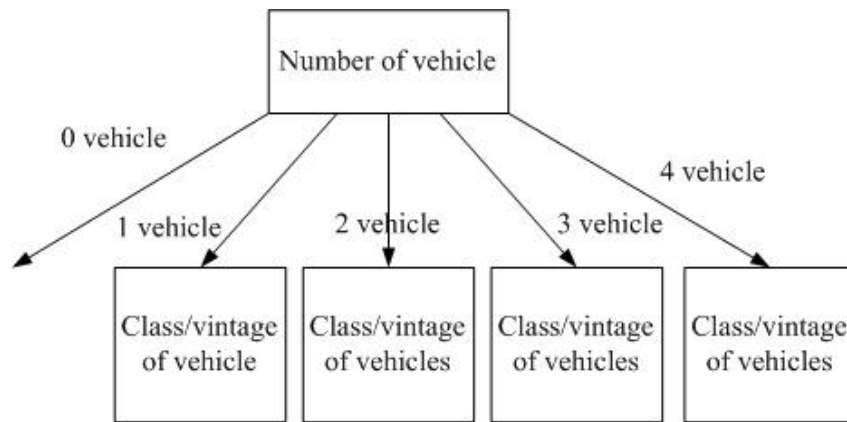 Number of vehicle
0 vehicle
4 vehicle
1 vehicle
2 vehicle
3 vehicle
Class/vintage
of vehicle
Class/vintage
of vehicles
Class/vintage
of vehicles
Class/vintage
of vehicles